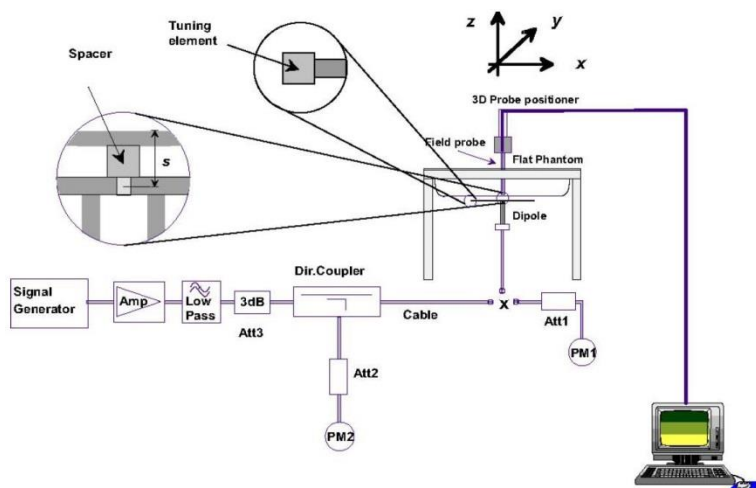 Tuning
element
z
y
x
Spacer
3D Probe positioner
Field probe
Flat Phantom
s
Dipole
Dir.Coupler
Signal
Generator
Amp
Low
Pass
3dB
Att3
Cable
x
Att1
PM1
Att2
PM2